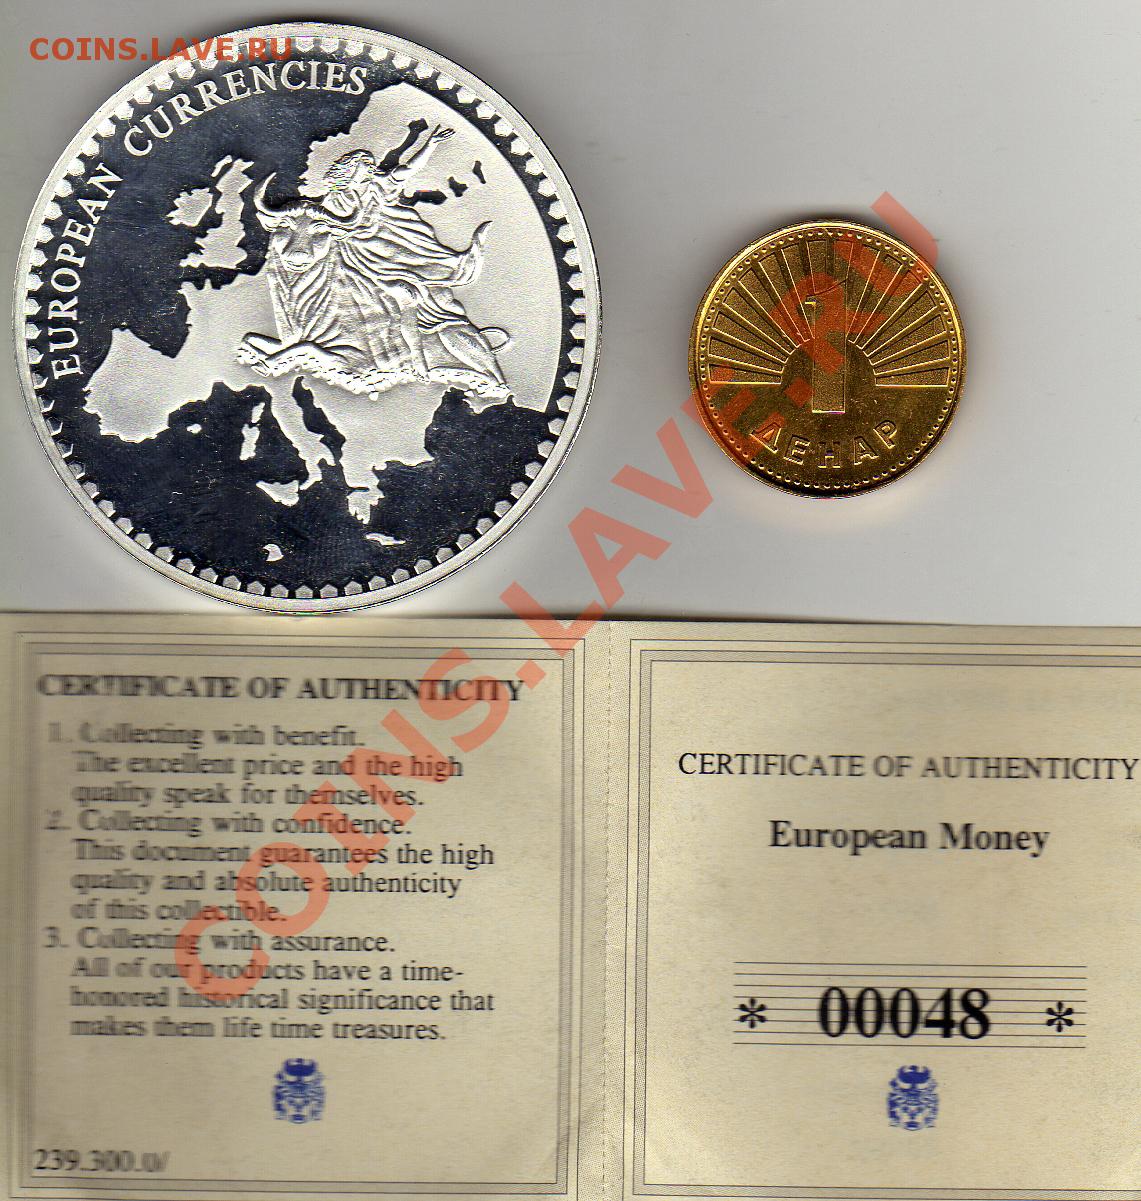 COINS.LAVE.RU
EUROPEAN CURRENCIES
1
ДЕНАР
COINS.LAVE.RU
CERTIFICATE OF AUTHENTICITY
1. Collecting with benefit.
The excellent price and the high
quality speak for themselves.
2. Collecting with confidence.
This document guarantees the high
quality and absolute authenticity
of this collectible.
3. Collecting with assurance.
All of our products have a time-
honored historical significance that
makes them life time treasures.
239.300.0/
CERTIFICATE OF AUTHENTICITY
European Money
* 00048 *